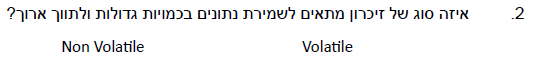 2. איזה סוג של זיכרון מתאים לשמירת נתונים בכמויות גדולות ולתווך ארוך?
Volatile Non Volatile